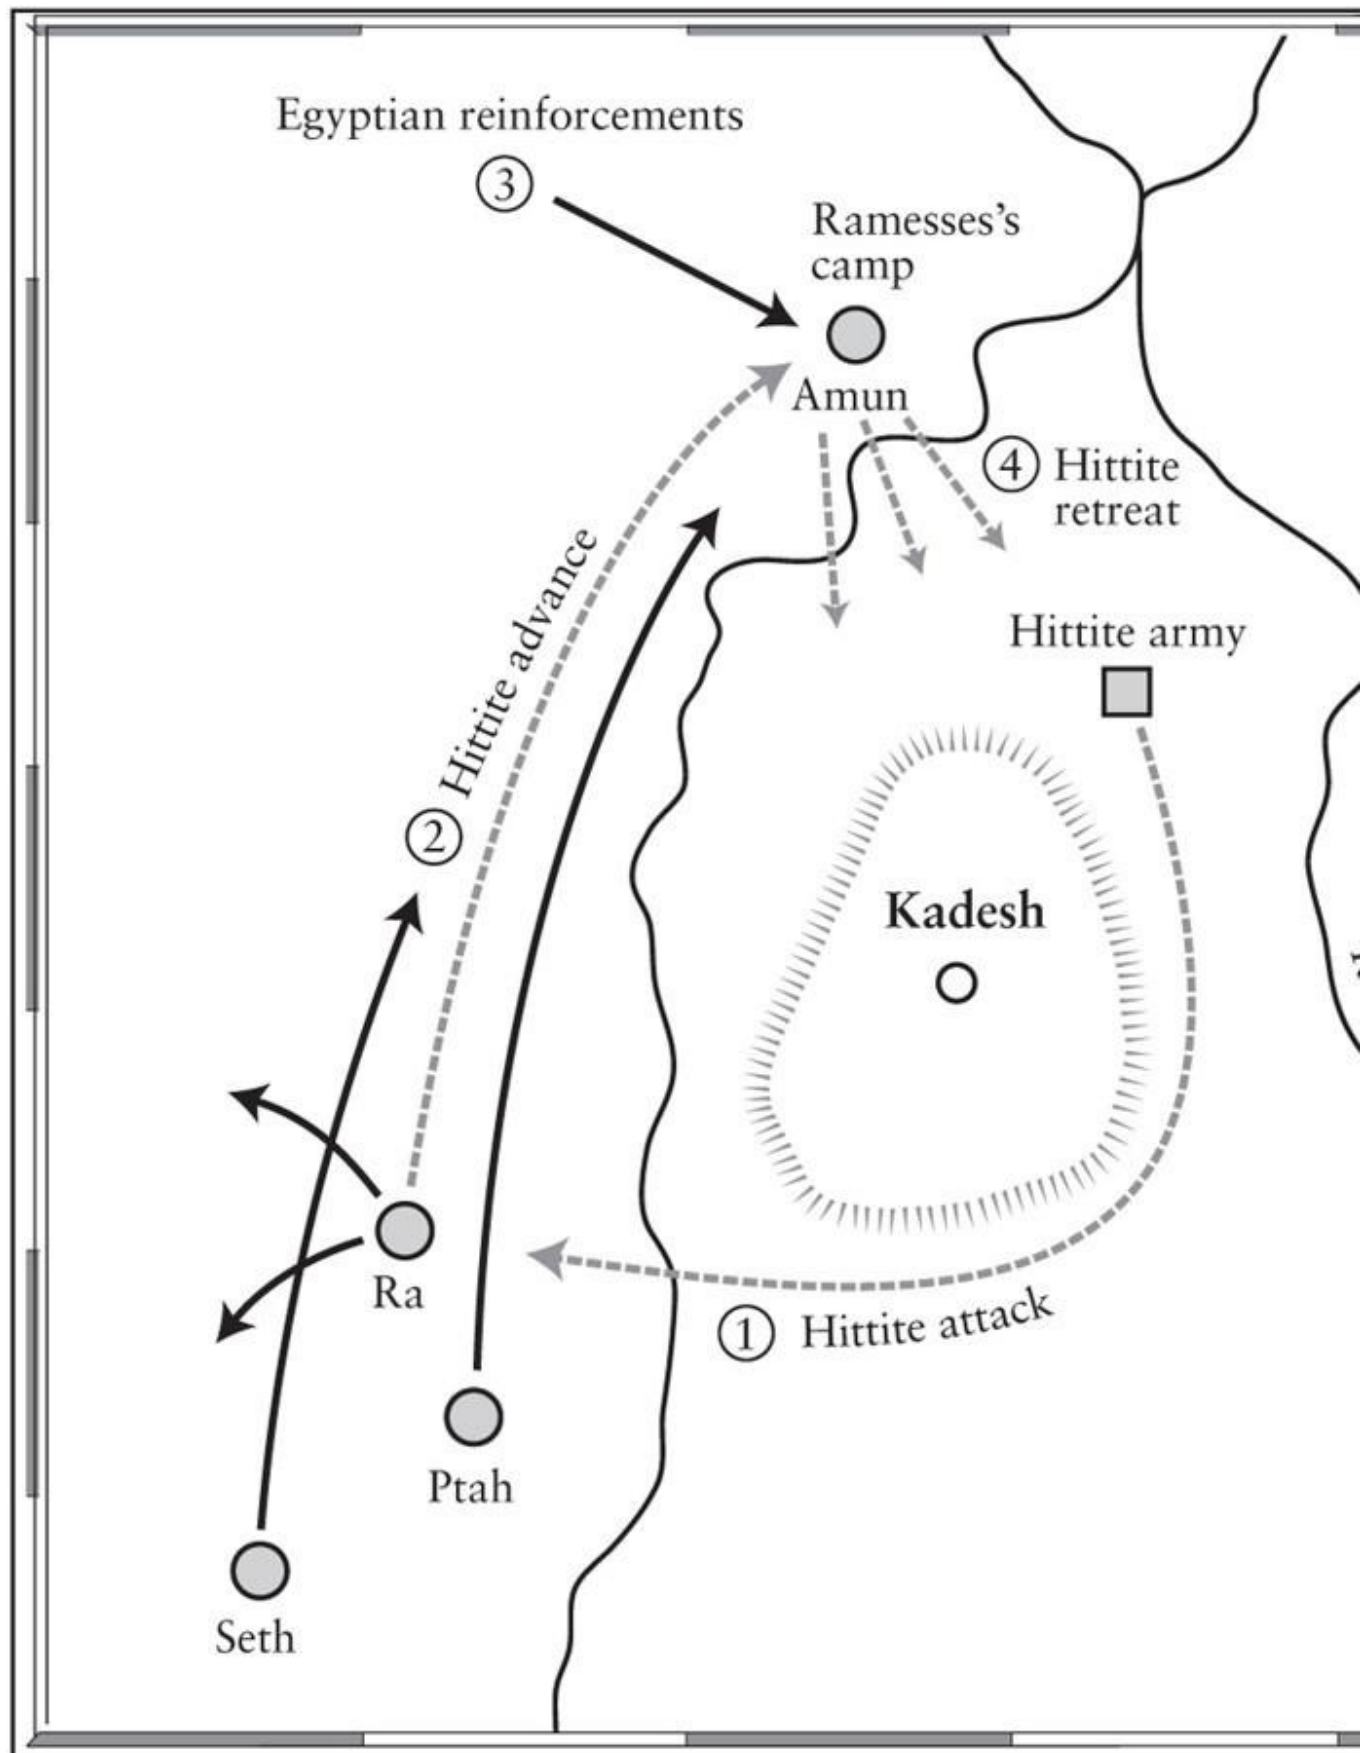 Egyptian reinforcements
3
Ramesses's
camp
Amun
4 Hittite
retreat
2 Hittite advance
Hittite army
Kadesh
Ra
1 Hittite attack
Ptah
Seth